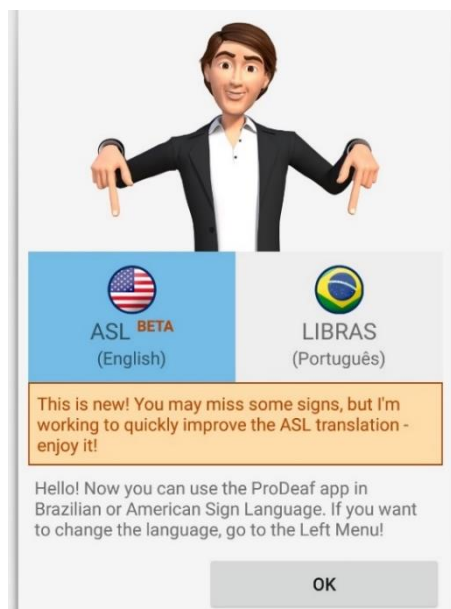 ASL BETA
(English)
LIBRAS
(Português)
This is new! You may miss some signs, but I'm
working to quickly improve the ASL translation -
enjoy it!
Hello! Now you can use the ProDeaf app in
Brazilian or American Sign Language. If you want
to change the language, go to the Left Menu!
OK